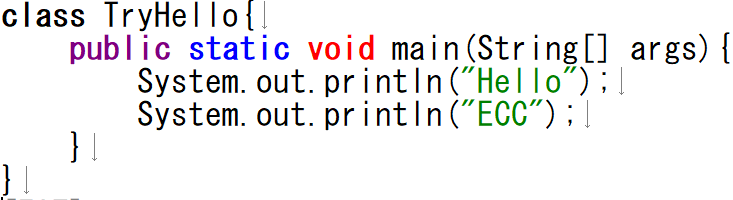 class TryHello{
    public static void main(String[] args){
        System.out.println("Hello");
        System.out.println("ECC");
    }
}